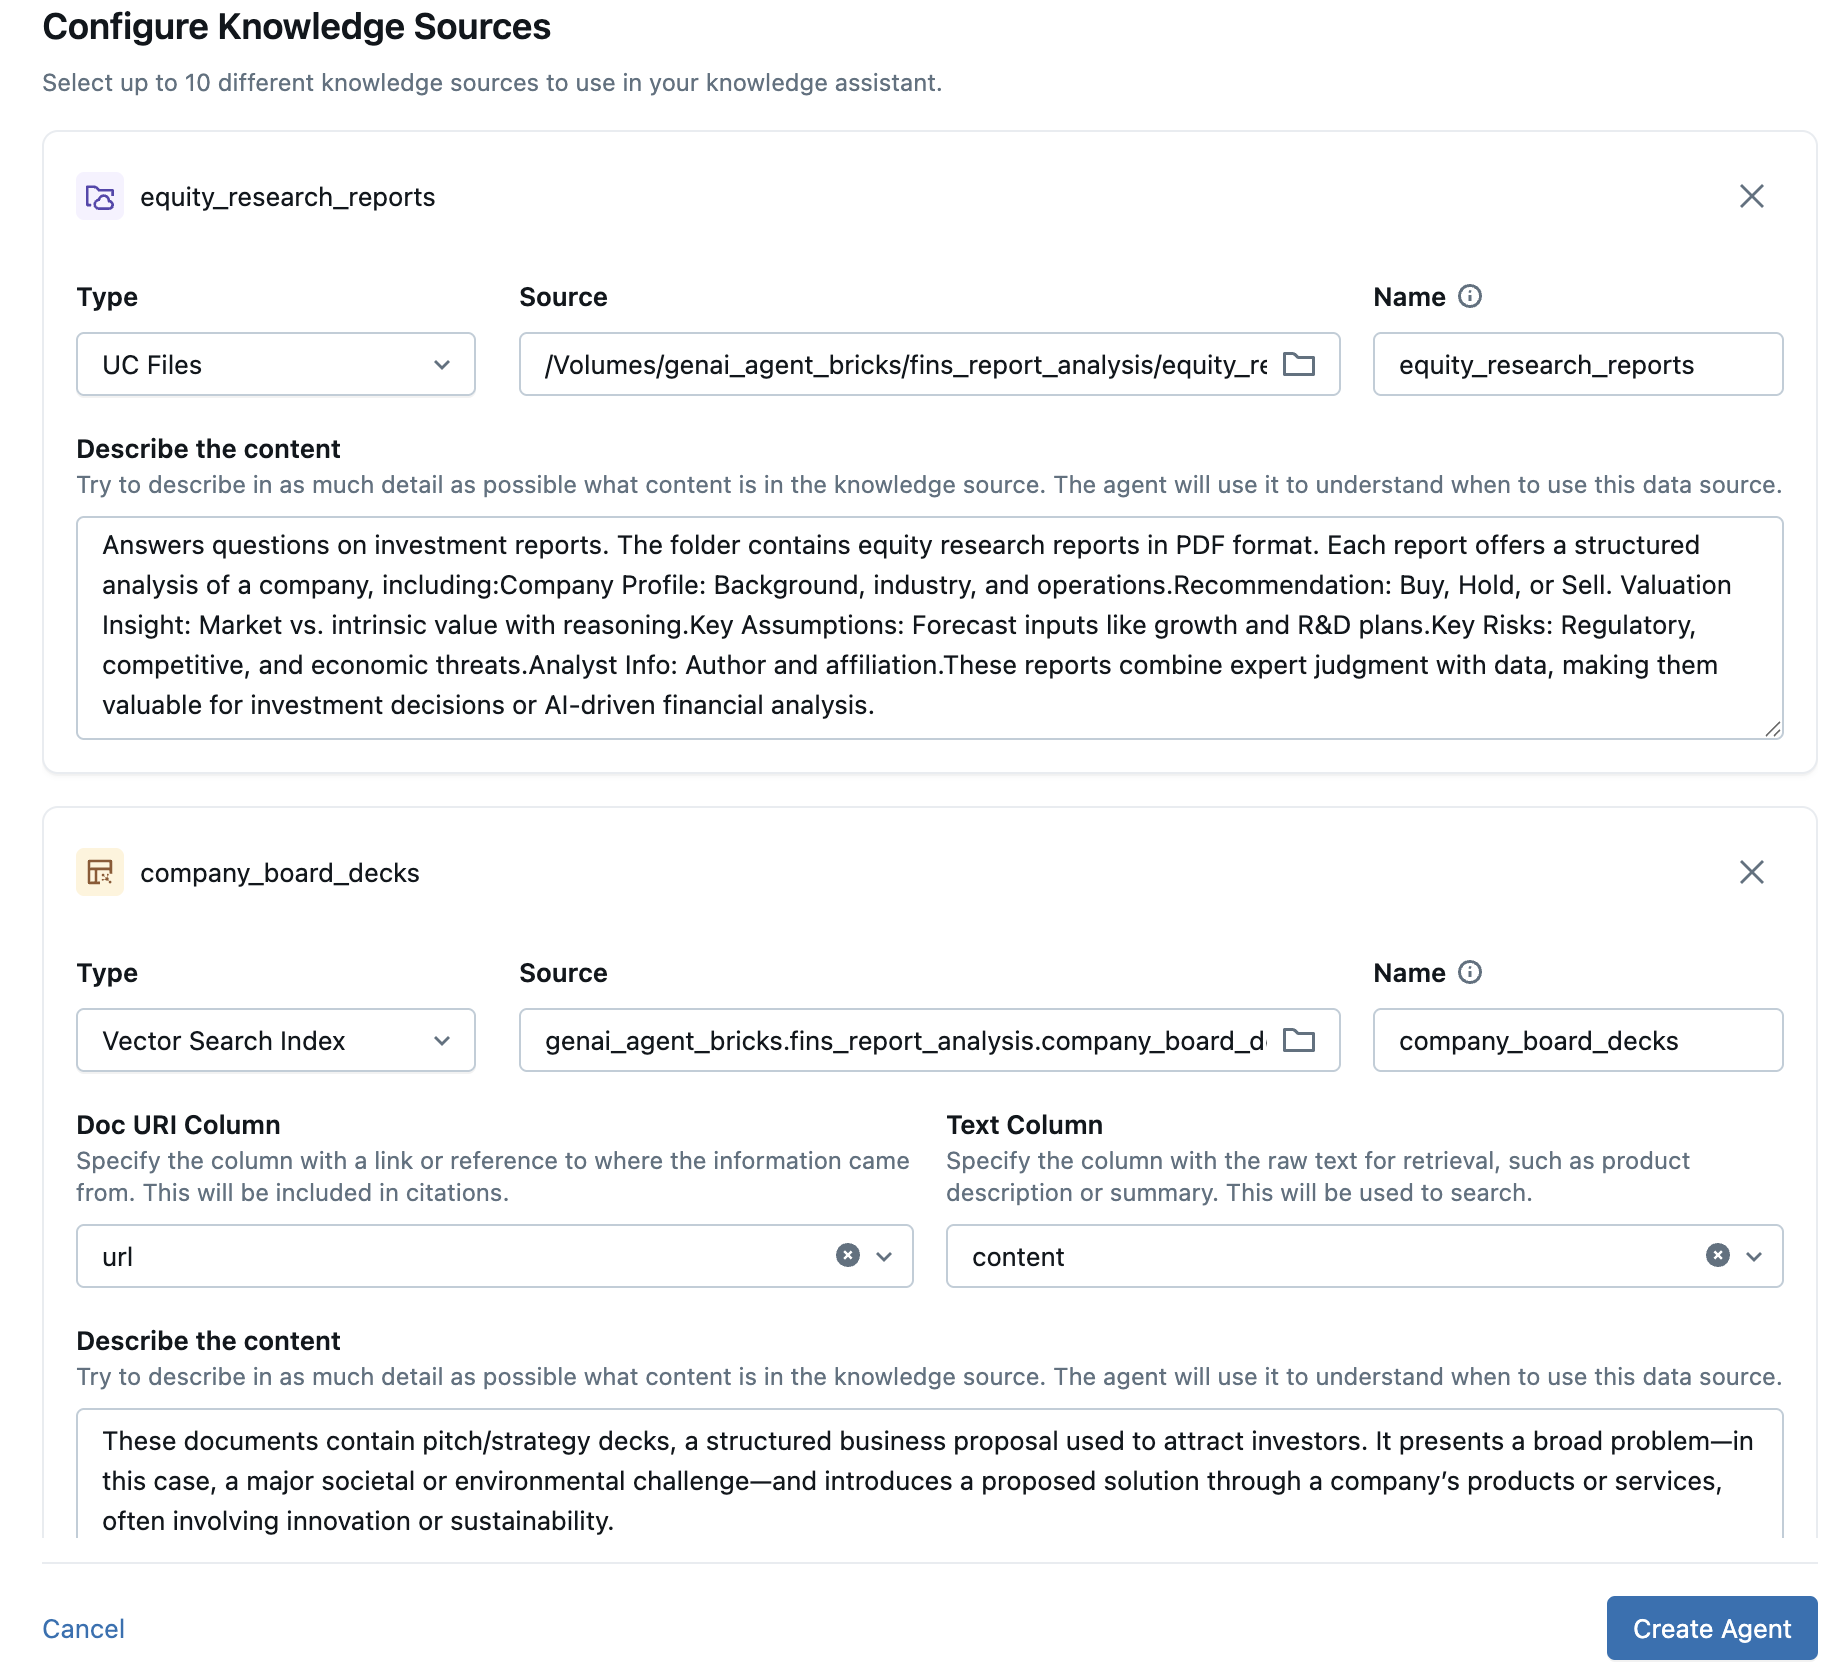 Configure Knowledge Sources
Select up to 10 different knowledge sources to use in your knowledge assistant.
equity_research_reports
Type
Source
Name
UC Files
/Volumes/genai_agent_bricks/fins_report_analysis/equity_re
equity_research_reports
Describe the content
Try to describe in as much detail as possible what content is in the knowledge source. The agent will use it to understand when to use this data source.
Answers questions on investment reports. The folder contains equity research reports in PDF format. Each report offers a structured
analysis of a company, including:Company Profile: Background, industry, and operations.Recommendation: Buy, Hold, or Sell. Valuation
Insight: Market vs. intrinsic value with reasoning.Key Assumptions: Forecast inputs like growth and R&D plans.Key Risks: Regulatory,
competitive, and economic threats.Analyst Info: Author and affiliation.These reports combine expert judgment with data, making them
valuable for investment decisions or AI-driven financial analysis.
company_board_decks
Type
Source
Name
Vector Search Index
genai_agent_bricks.fins_report_analysis.company_board_d
company_board_decks
Doc URI Column
Text Column
Specify the column with a link or reference to where the information came
from. This will be included in citations.
Specify the column with the raw text for retrieval, such as product
description or summary. This will be used to search.
url
content
Describe the content
Try to describe in as much detail as possible what content is in the knowledge source. The agent will use it to understand when to use this data source.
These documents contain pitch/strategy decks, a structured business proposal used to attract investors. It presents a broad problem—in
this case, a major societal or environmental challenge—and introduces a proposed solution through a company’s products or services,
often involving innovation or sustainability.
Cancel
Create Agent